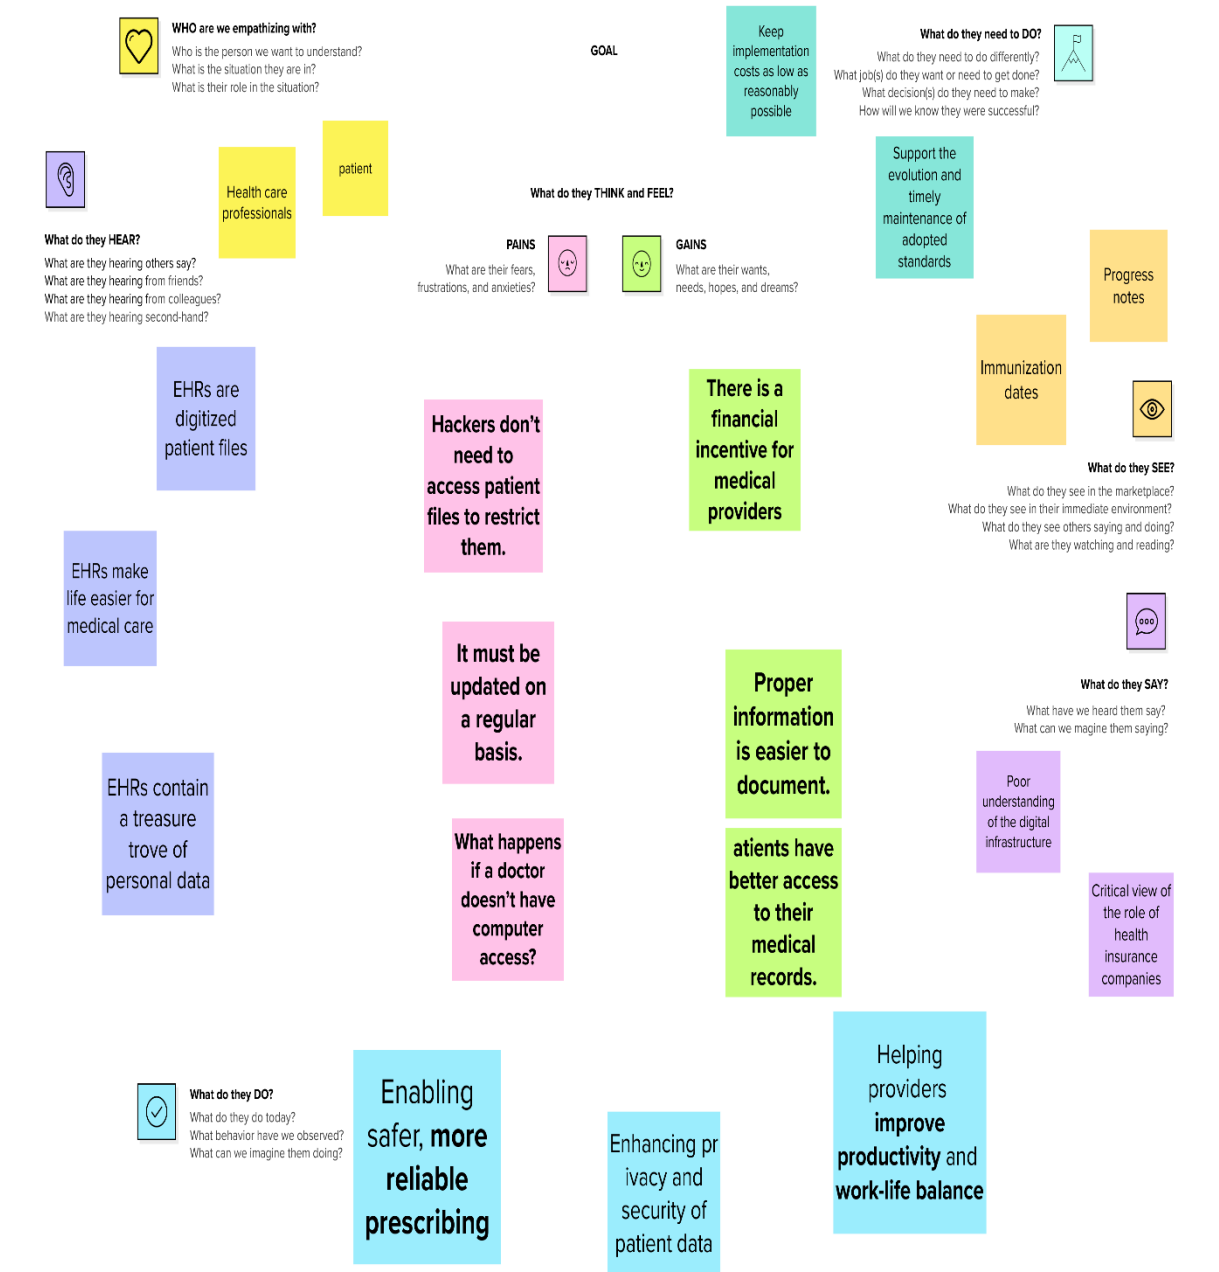 WHO are we empathizing with?
Who is the person we want to understand?
What is the situation they are in?
What is their role in the situation?
GOAL
Keep
implementation
costs as low as
reasonably
possible
What do they need to DO?
What do they need to do differently?
What job(s) do they want or need to get done?
What decision(s) do they need to make?
How will we know they were successful?
Health care
professionals
patient
Support the
evolution and
timely
maintenance of
adopted
standards
What do they HEAR?
What are they hearing others say?
What are they hearing from friends?
What are they hearing from colleagues?
What are they hearing second-hand?
What do they THINK and FEEL?
PAINS
What are their fears,
frustrations, and anxieties?
GAINS
What are their wants,
needs, hopes, and dreams?
Progress
notes
Immunization
dates
EHRs are
digitized
patient files
EHRs make
life easier for
medical care
EHRs contain
a treasure
trove of
personal data
Hackers don't
need to
access patient
files to restrict
them.
It must be
updated on
a regular
basis.
What happens
if a doctor
doesn't have
computer
access?
There is a
financial
incentive for
medical
providers
Proper
information
is easier to
document.
atients have
better access
to their
medical
records.
What do they SEE?
What do they see in the marketplace?
What do they see in their immediate environment?
What do they see others saying and doing?
What are they watching and reading?
What do they SAY?
What have we heard them say?
What can we magine them saying?
Poor
understanding
of the digital
infrastructure
Critical view of
the role of
health
insurance
companies
What do they DO?
What do they do today?
What behavior have we observed?
What can we imagine them doing?
Enabling
safer, more
reliable
prescribing
Enhancing pr
ivacy and
security of
patient data
Helping
providers
improve
productivity and
work-life balance